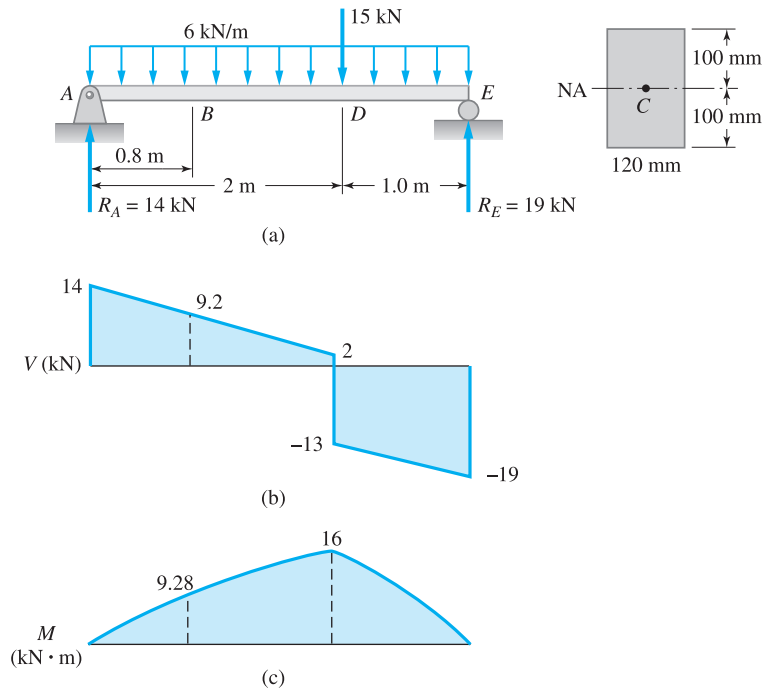 15 kN
6 kN/m
A
B
D
E
0.8 m
2 m
1.0 m
R_A = 14 kN
R_E = 19 kN
(a)
NA
C
100 mm
100 mm
120 mm
14
9.2
2
V (kN)
−13
−19
(b)
16
9.28
M
(kN · m)
(c)